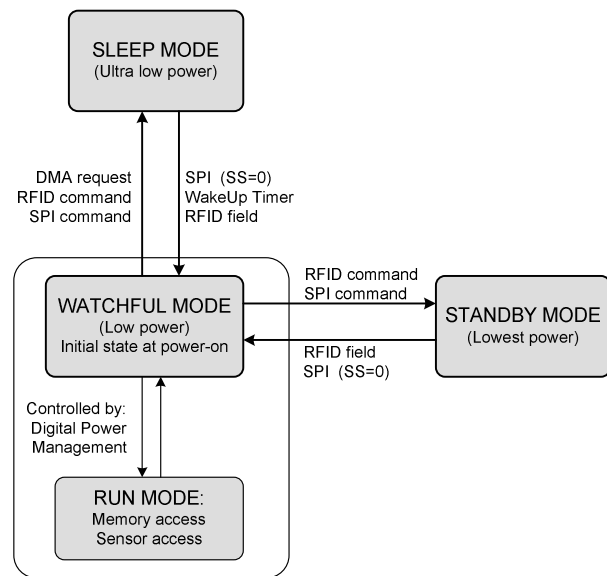 SLEEP MODE
(Ultra low power)
DMA request
RFID command
SPI command
SPI (SS=0)
WakeUp Timer
RFID field
WATCHFUL MODE
(Low power)
Initial state at power-on
RFID command
SPI command
RFID field
SPI (SS=0)
STANDBY MODE
(Lowest power)
Controlled by:
Digital Power
Management
RUN MODE:
Memory access
Sensor access